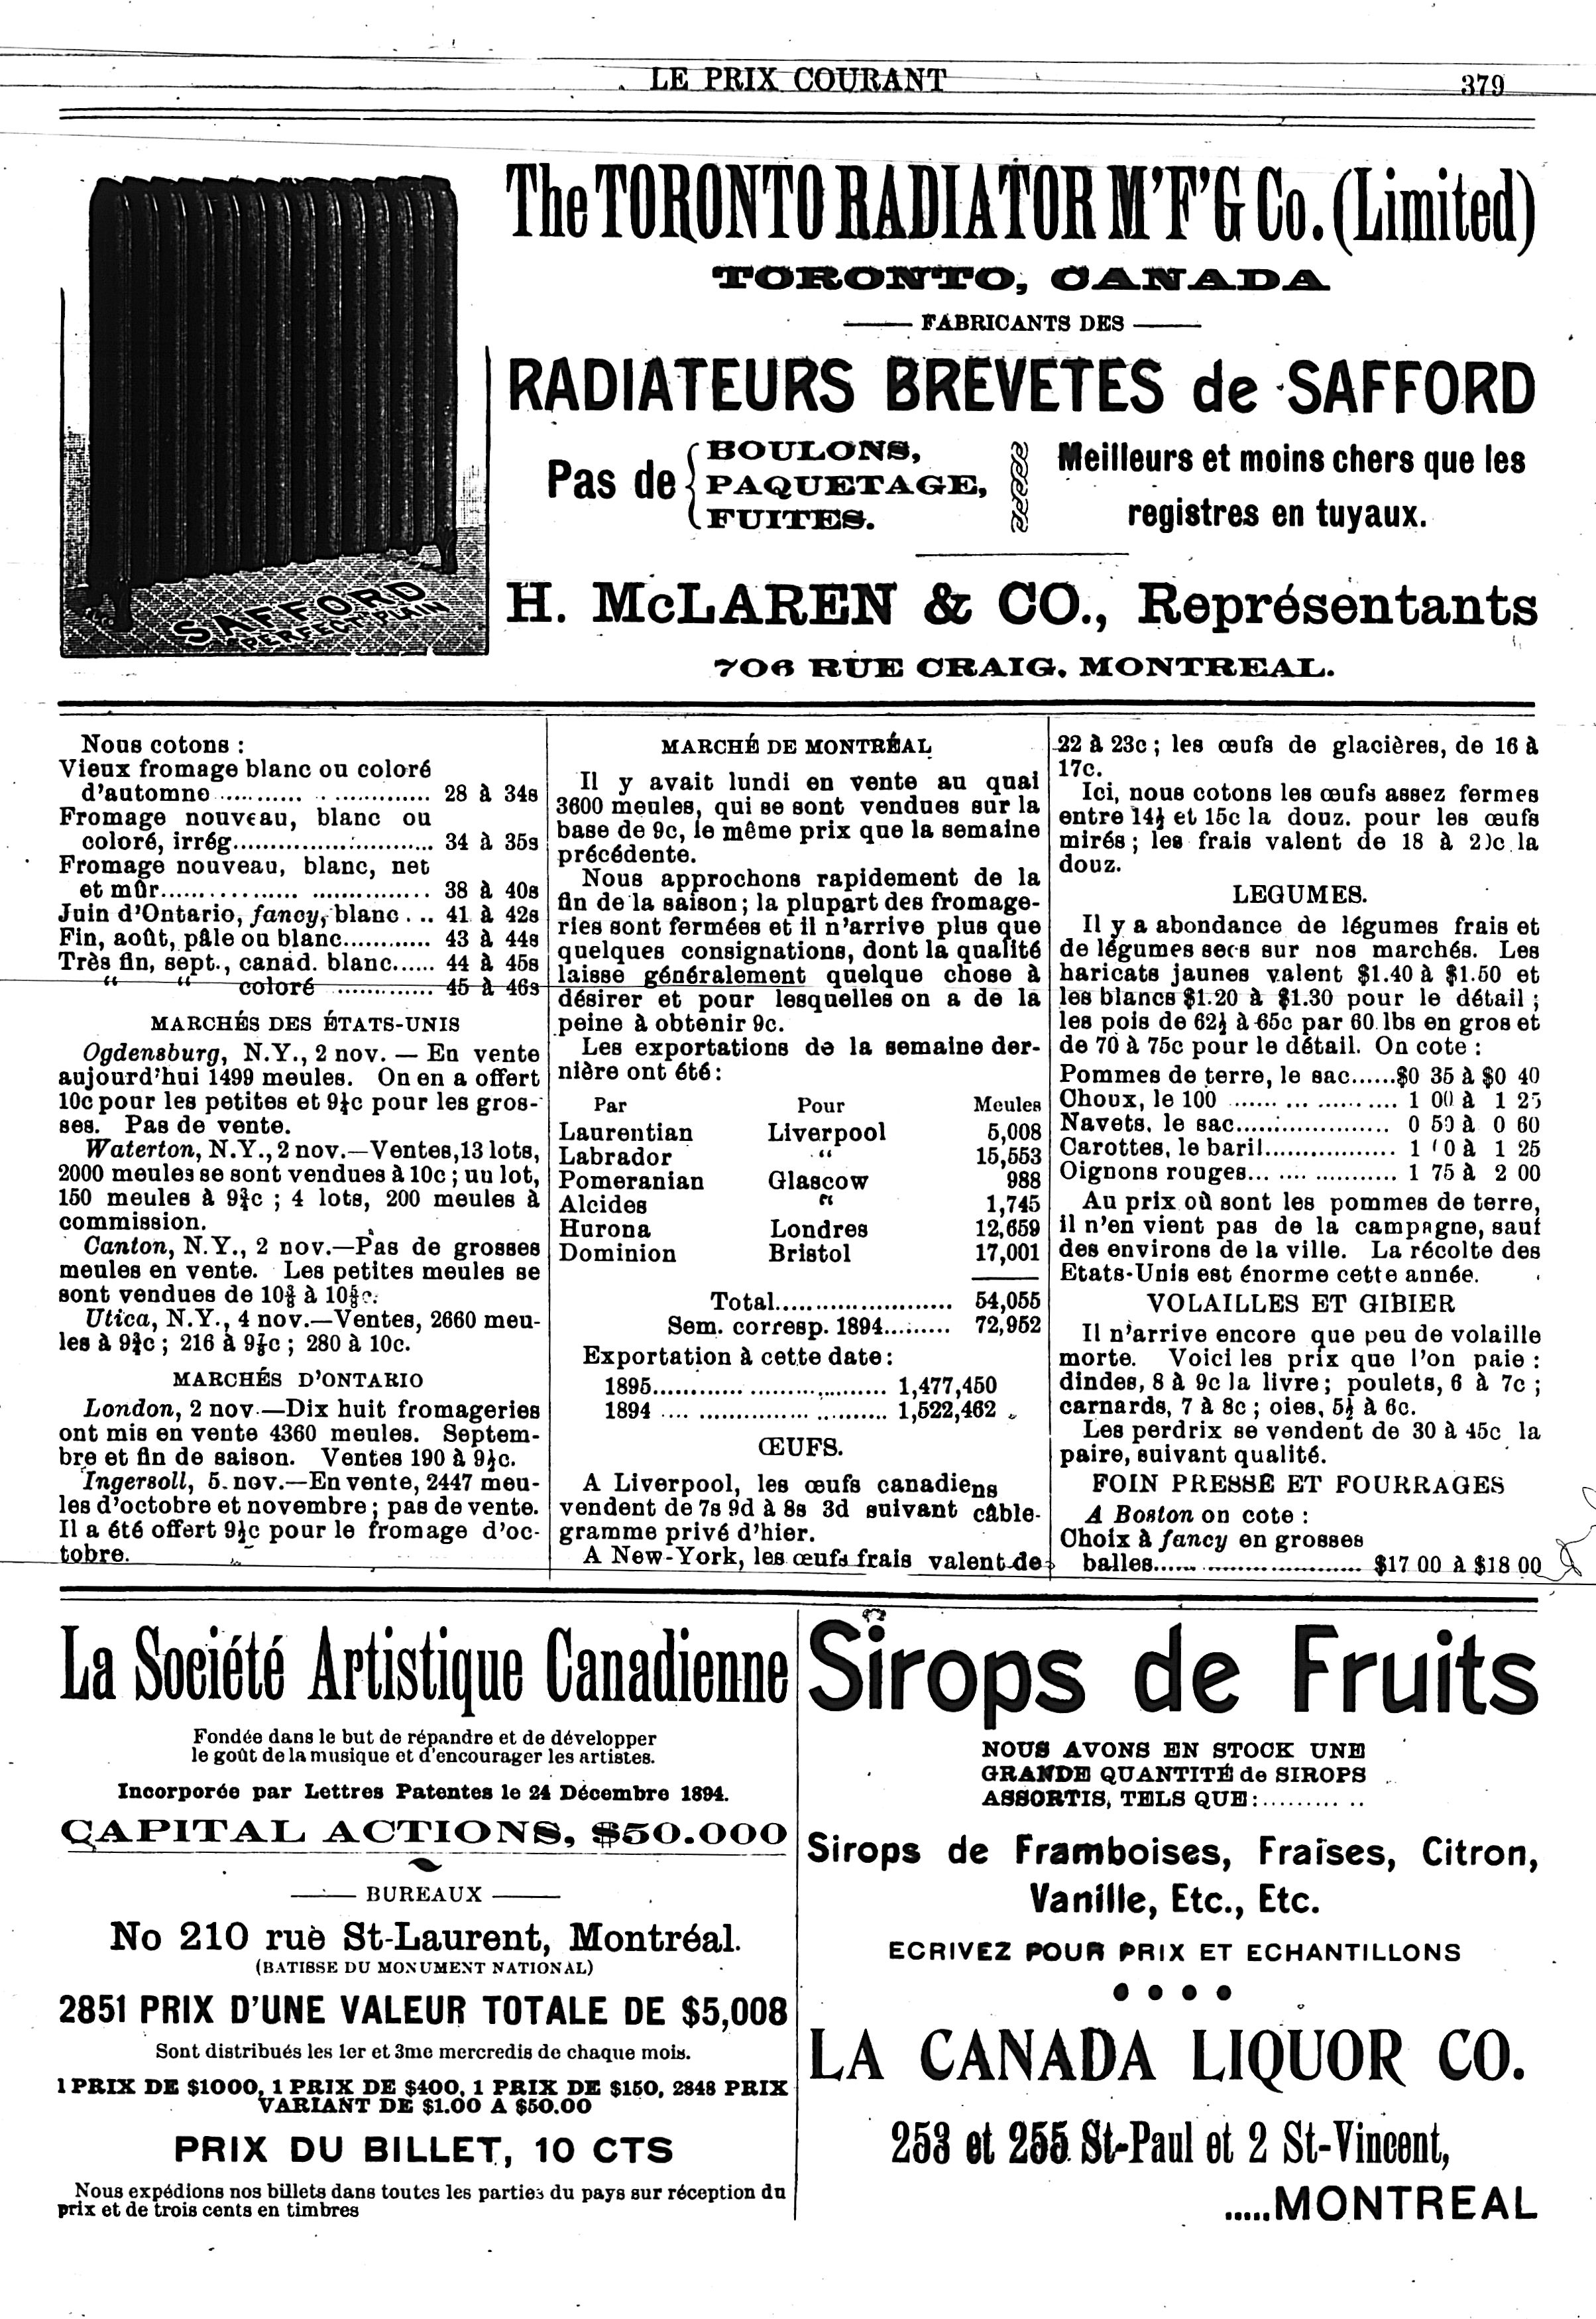 LE PRIX COURANT
379
The TORONTO RADIATOR M'F'G Co. (Limited)
TORONTO, CANADA
FABRICANTS DES
RADIATEURS BREVETES de SAFFORD
Pas de
BOULONS,
PAQUETAGE,
FUITES.
Meilleurs et moins chers que les
registres en tuyaux.
H. McLAREN & CO., Représentants
706 RUE CRAIG, MONTREAL.
SAFFORD
PERFECT PLAIN
Nous cotons :
Vieux fromage blanc ou coloré
d'automne ........... . ............. 28 à 34s
Fromage nouveau, blanc ou
coloré, irrég........................... 34 à 35s
Fromage nouveau, blanc, net
et mûr................ ............... 38 à 40s
Juin d'Ontario, fancy, blanc . .. 41 à 42s
Fin, août, pâle ou blanc............ 43 à 44s
Très fin, sept., canad. blanc...... 44 à 45s
“ “ coloré ............. 45 à 46s
MARCHÉS DES ÉTATS-UNIS
Ogdensburg, N.Y., 2 nov. — En vente
aujourd'hui 1499 meules. On en a offert
10c pour les petites et 9½c pour les gros-
ses. Pas de vente.
Waterton, N.Y., 2 nov.—Ventes, 13 lots,
2000 meules se sont vendues à 10c ; uu lot,
150 meules à 9¾c ; 4 lots, 200 meules à
commission.
Canton, N.Y., 2 nov.—Pas de grosses
meules en vente. Les petites meules se
sont vendues de 10⅜ à 10⅝c.
Utica, N.Y., 4 nov.—Ventes, 2660 meu-
les à 9¾c ; 216 à 9⅞c ; 280 à 10c.
MARCHÉS D'ONTARIO
London, 2 nov.—Dix huit fromageries
ont mis en vente 4360 meules. Septem-
bre et fin de saison. Ventes 190 à 9½c.
Ingersoll, 5. nov.—En vente, 2447 meu-
les d'octobre et novembre ; pas de vente.
Il a été offert 9½c pour le fromage d'oc-
tobre.
MARCHÉ DE MONTRÉAL
Il y avait lundi en vente au quai
3600 meules, qui se sont vendues sur la
base de 9c, le même prix que la semaine
précédente.
Nous approchons rapidement de la
fin de la saison ; la plupart des fromage-
ries sont fermées et il n'arrive plus que
quelques consignations, dont la qualité
laisse généralement quelque chose à
désirer et pour lesquelles on a de la
peine à obtenir 9c.
Les exportations de la semaine der-
nière ont été :
Par Pour Meules
Laurentian Liverpool 5,008
Labrador “ 15,553
Pomeranian Glascow 988
Alcides “ 1,745
Hurona Londres 12,659
Dominion Bristol 17,001
Total......................... 54,055
Sem. corresp. 1894.......... 72,952
Exportation à cette date :
1895............. ..................... 1,477,450
1894 .... ................ .......... 1,522,462
ŒUFS.
A Liverpool, les œufs canadiens
vendent de 7s 9d à 8s 3d suivant câble-
gramme privé d'hier.
A New-York, les œufs frais valent de
22 à 23c ; les œufs de glacières, de 16 à
17c.
Ici, nous cotons les œufs assez fermes
entre 14½ et 15c la douz. pour les œufs
mirés ; les frais valent de 18 à 20c la
douz.
LEGUMES.
Il y a abondance de légumes frais et
de légumes secs sur nos marchés. Les
haricats jaunes valent $1.40 à $1.50 et
les blancs $1.20 à $1.30 pour le détail ;
les pois de 62½ à 65c par 60 lbs en gros et
de 70 à 75c pour le détail. On cote :
Pommes de terre, le sac......$0 35 à $0 40
Choux, le 100 ...... ... ...... .... 1 00 à 1 25
Navets, le sac...................... 0 50 à 0 60
Carottes, le baril.................. 1 00 à 1 25
Oignons rouges... .... ........... 1 75 à 2 00
Au prix où sont les pommes de terre,
il n'en vient pas de la campagne, sauf
des environs de la ville. La récolte des
Etats-Unis est énorme cette année.
VOLAILLES ET GIBIER
Il n'arrive encore que peu de volaille
morte. Voici les prix que l'on paie :
dindes, 8 à 9c la livre ; poulets, 6 à 7c ;
carnards, 7 à 8c ; oies, 5½ à 6c.
Les perdrix se vendent de 30 à 45c la
paire, suivant qualité.
FOIN PRESSE ET FOURRAGES
A Boston on cote :
Choix à fancy en grosses
balles...... ...................... $17 00 à $18 00
La Société Artistique Canadienne
Fondée dans le but de répandre et de développer
le goût de la musique et d'encourager les artistes.
Incorporée par Lettres Patentes le 24 Décembre 1894.
CAPITAL ACTIONS, $50.000
BUREAUX
No 210 rue St-Laurent, Montréal.
(BATISSE DU MONUMENT NATIONAL)
2851 PRIX D'UNE VALEUR TOTALE DE $5,008
Sont distribués les 1er et 3me mercredis de chaque mois.
1 PRIX DE $1000, 1 PRIX DE $400, 1 PRIX DE $150, 2848 PRIX
VARIANT DE $1.00 A $50.00
PRIX DU BILLET, 10 CTS
Nous expédions nos billets dans toutes les parties du pays sur réception du
prix et de trois cents en timbres
Sirops de Fruits
NOUS AVONS EN STOCK UNE
GRANDE QUANTITÉ de SIROPS
ASSORTIS, TELS QUE:......... ..
Sirops de Framboises, Fraises, Citron,
Vanille, Etc., Etc.
ECRIVEZ POUR PRIX ET ECHANTILLONS
LA CANADA LIQUOR CO.
253 et 255 St-Paul et 2 St-Vincent,
.....MONTREAL